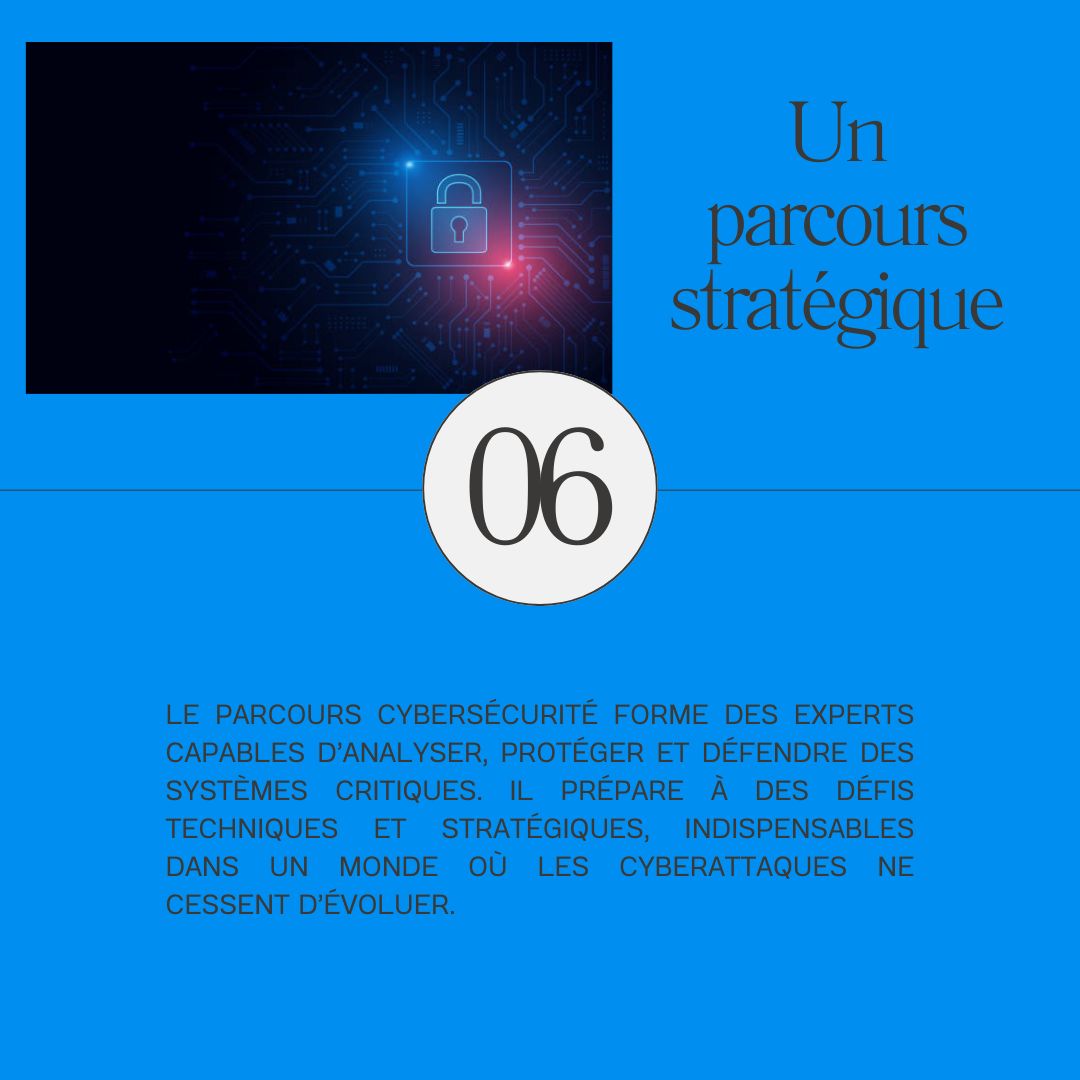 Un
parcours
stratégique
06
LE PARCOURS CYBERSÉCURITÉ FORME DES EXPERTS
CAPABLES D’ANALYSER, PROTÉGER ET DÉFENDRE DES
SYSTÈMES CRITIQUES. IL PRÉPARE À DES DÉFIS
TECHNIQUES ET STRATÉGIQUES, INDISPENSABLES
DANS UN MONDE OÙ LES CYBERATTAQUES NE
CESSENT D’ÉVOLUER.